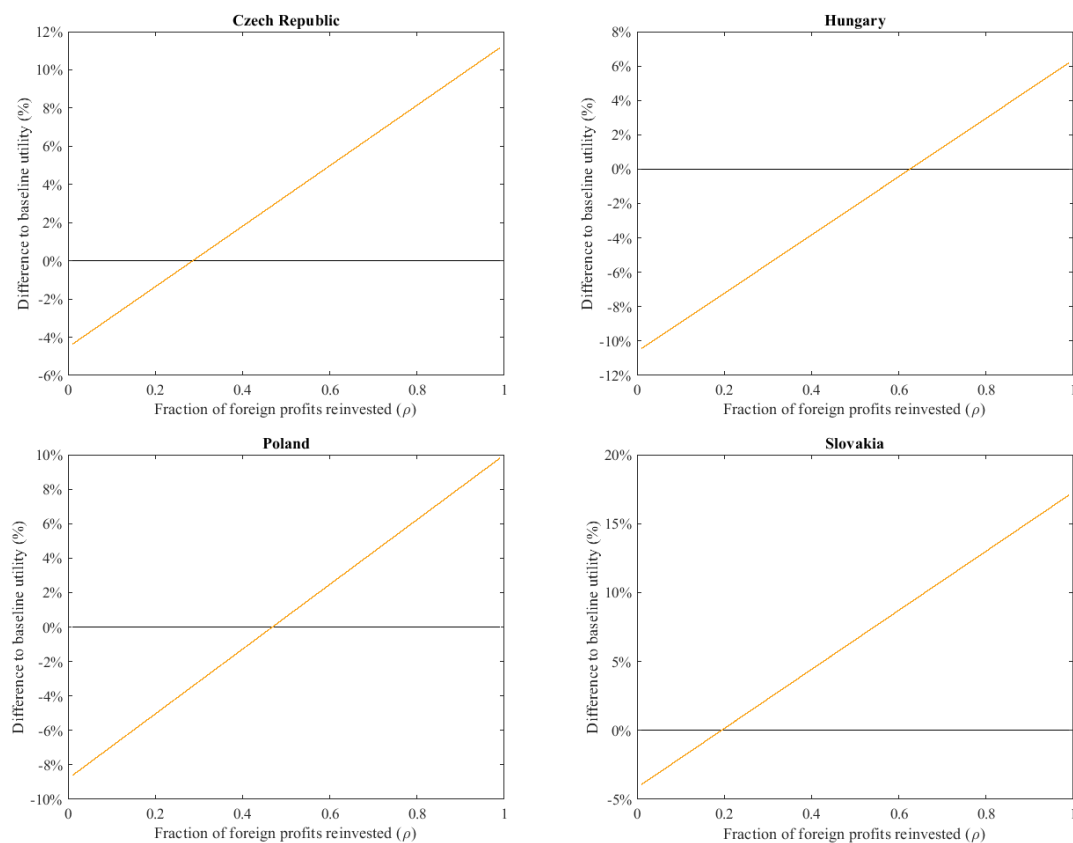 Czech Republic
12%
10%
8%
6%
4%
2%
0%
-2%
-4%
-6%
Difference to baseline utility (%)
0 0.2 0.4 0.6 0.8 1
Fraction of foreign profits reinvested (ρ)
Hungary
8%
6%
4%
2%
0%
-2%
-4%
-6%
-8%
-10%
-12%
Difference to baseline utility (%)
0 0.2 0.4 0.6 0.8 1
Fraction of foreign profits reinvested (ρ)
Poland
10%
8%
6%
4%
2%
0%
-2%
-4%
-6%
-8%
-10%
Difference to baseline utility (%)
0 0.2 0.4 0.6 0.8 1
Fraction of foreign profits reinvested (ρ)
Slovakia
20%
15%
10%
5%
0%
-5%
Difference to baseline utility (%)
0 0.2 0.4 0.6 0.8 1
Fraction of foreign profits reinvested (ρ)